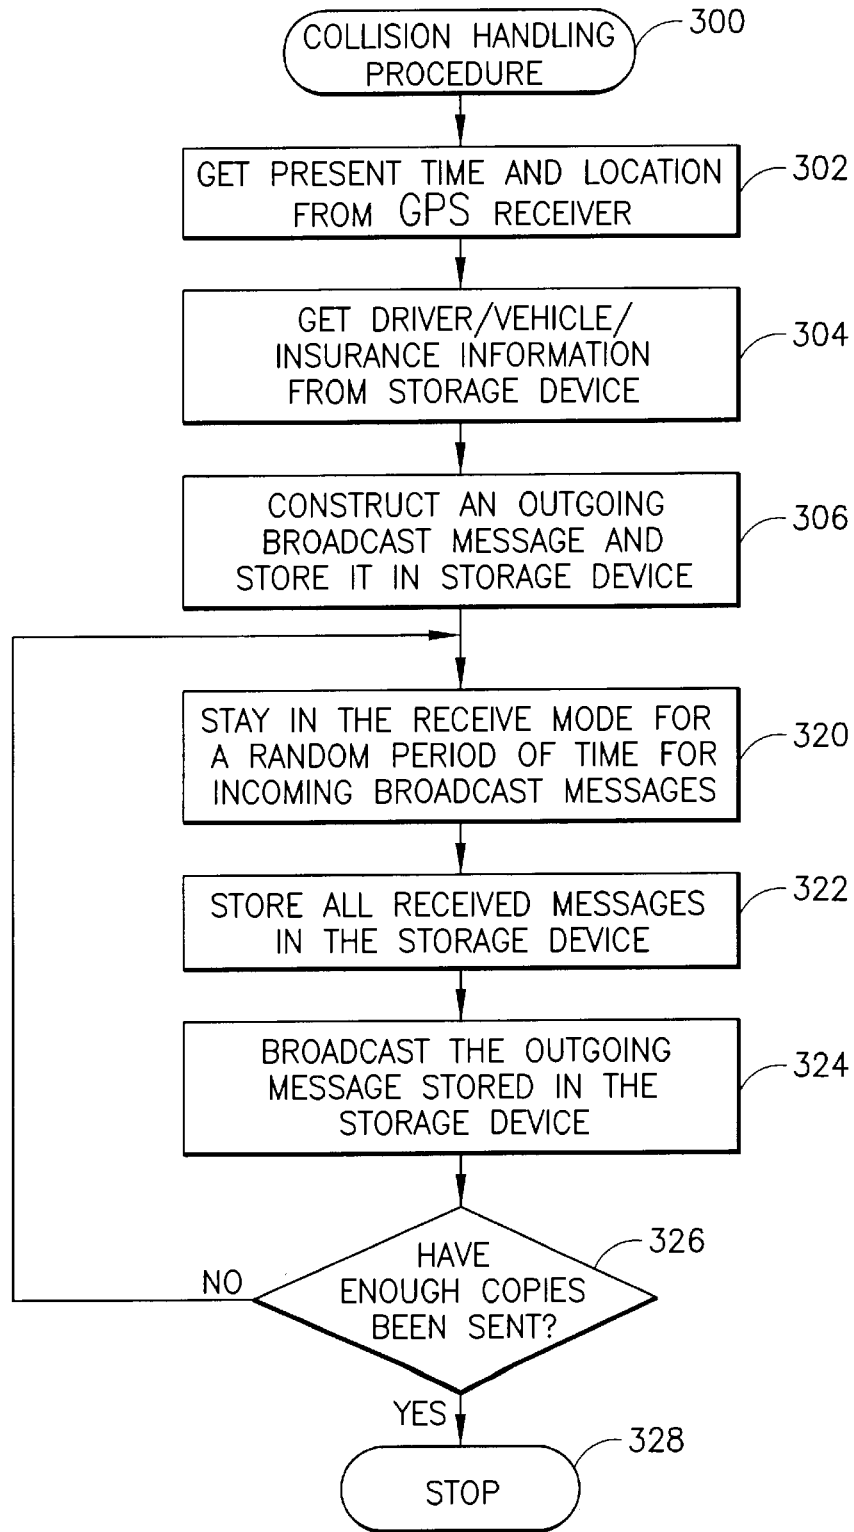 COLLISION HANDLING
PROCEDURE
300
GET PRESENT TIME AND LOCATION
FROM GPS RECEIVER
302
GET DRIVER/VEHICLE/
INSURANCE INFORMATION
FROM STORAGE DEVICE
304
CONSTRUCT AN OUTGOING
BROADCAST MESSAGE AND
STORE IT IN STORAGE DEVICE
306
STAY IN THE RECEIVE MODE FOR
A RANDOM PERIOD OF TIME FOR
INCOMING BROADCAST MESSAGES
320
STORE ALL RECEIVED MESSAGES
IN THE STORAGE DEVICE
322
BROADCAST THE OUTGOING
MESSAGE STORED IN THE
STORAGE DEVICE
324
HAVE
ENOUGH COPIES
BEEN SENT?
326
NO
YES
STOP
328